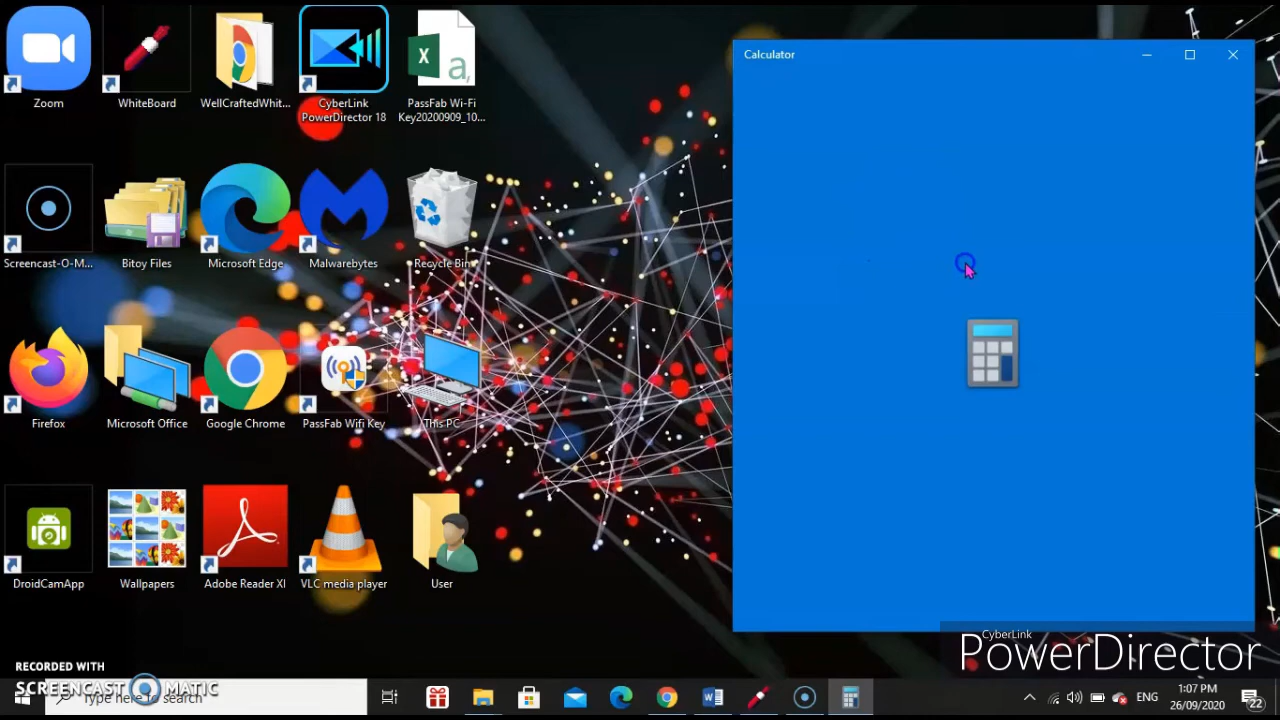 Zoom
WhiteBoard
WellCraftedWhit...
CyberLink
PowerDirector 18
X
a,
PassFab Wi-Fi
Key20200909_10...
Calculator
Screencast-O-M...
Bitoy Files
Microsoft Edge
Malwarebytes
Recycle Bin
Firefox
Microsoft Office
Google Chrome
PassFab Wifi Key
This PC
DroidCamApp
Wallpapers
Adobe Reader XI
VLC media player
User
CyberLink
PowerDirector
RECORDED WITH
SCREENCAST MATIC
Type here to search
W
ENG
1:07 PM
26/09/2020
22